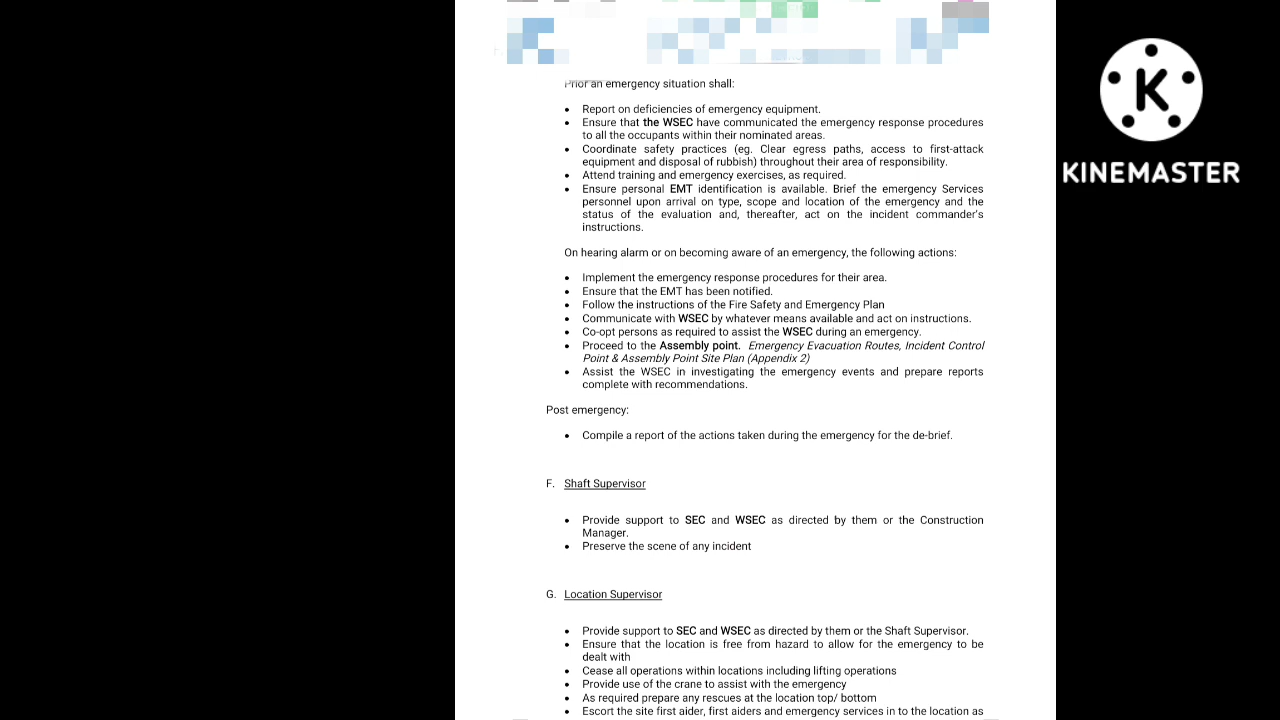 Prior an emergency situation shall:
• Report on deficiencies of emergency equipment.
• Ensure that the WSEC have communicated the emergency response procedures
to all the occupants within their nominated areas.
• Coordinate safety practices (eg. Clear egress paths, access to first-attack
equipment and disposal of rubbish) throughout their area of responsibility.
• Attend training and emergency exercises, as required.
• Ensure personal EMT identification is available. Brief the emergency Services
personnel upon arrival on type, scope and location of the emergency and the
status of the evaluation and, thereafter, act on the incident commander's
instructions.
On hearing alarm or on becoming aware of an emergency, the following actions:
• Implement the emergency response procedures for their area.
• Ensure that the EMT has been notified.
• Follow the instructions of the Fire Safety and Emergency Plan
• Communicate with WSEC by whatever means available and act on instructions.
• Co-opt persons as required to assist the WSEC during an emergency.
• Proceed to the Assembly point. Emergency Evacuation Routes, Incident Control
Point & Assembly Point Site Plan (Appendix 2)
• Assist the WSEC in investigating the emergency events and prepare reports
complete with recommendations.
Post emergency:
• Compile a report of the actions taken during the emergency for the de-brief.
F. Shaft Supervisor
• Provide support to SEC and WSEC as directed by them or the Construction
Manager.
• Preserve the scene of any incident
G. Location Supervisor
• Provide support to SEC and WSEC as directed by them or the Shaft Supervisor.
• Ensure that the location is free from hazard to allow for the emergency to be
dealt with
• Cease all operations within locations including lifting operations
• Provide use of the crane to assist with the emergency
• As required prepare any rescues at the location top/ bottom
• Escort the site first aider, first aiders and emergency services in to the location as
K
KINEMASTER